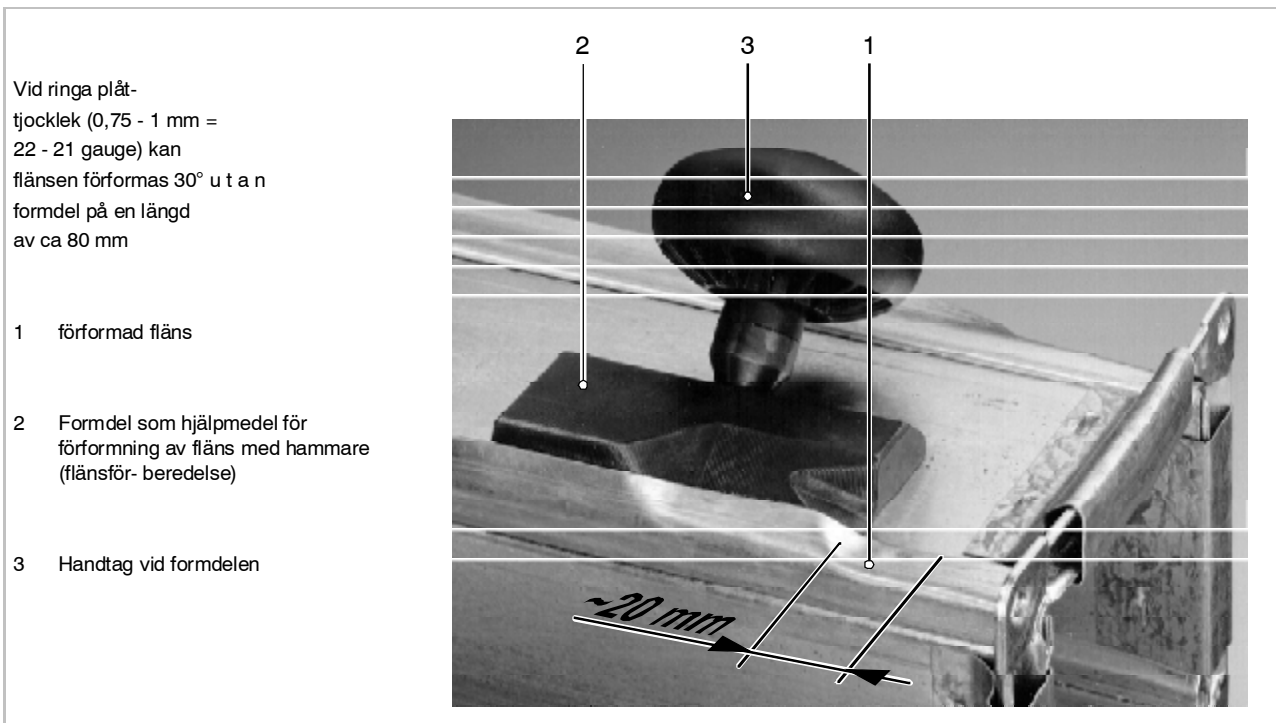 Vid ringa plåt-
tjocklek (0,75 - 1 mm =
22 - 21 gauge) kan
flänsen förformas 30° u t a n
formdel på en längd
av ca 80 mm
1 förformad fläns
2 Formdel som hjälpmedel för
förformning av fläns med hammare
(flänsför- beredelse)
3 Handtag vid formdelen
2 3 1
~20 mm